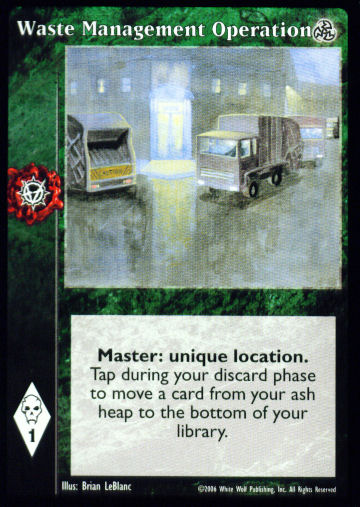 Waste Management Operation
Master: unique location.
Tap during your discard phase
to move a card from your ash
heap to the bottom of your
library.
1
Illus: Brian LeBlanc
©2006 White Wolf Publishing, Inc. All Rights Reserved